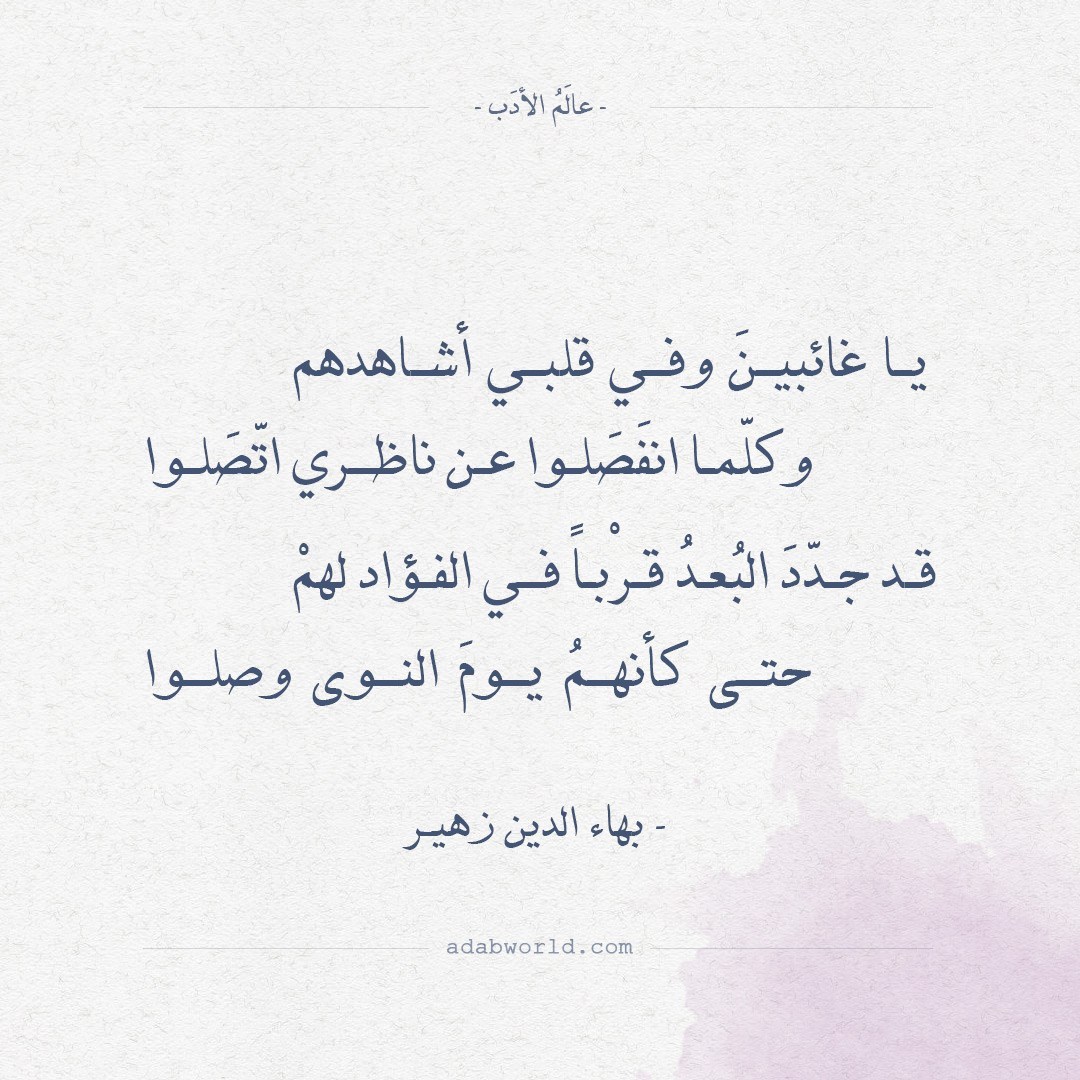 - عالَمُ الأدَب -
يا غائبينَ وفي قلبي أشاهدهم
وكلّما انفَصَلوا عن ناظري اتّصَلوا
قد جدّدَ البُعدُ قرْباً في الفؤاد لهمْ
حتى كأنهمُ يومَ النوى وصلوا
- بهاء الدين زهير
adabworld.com